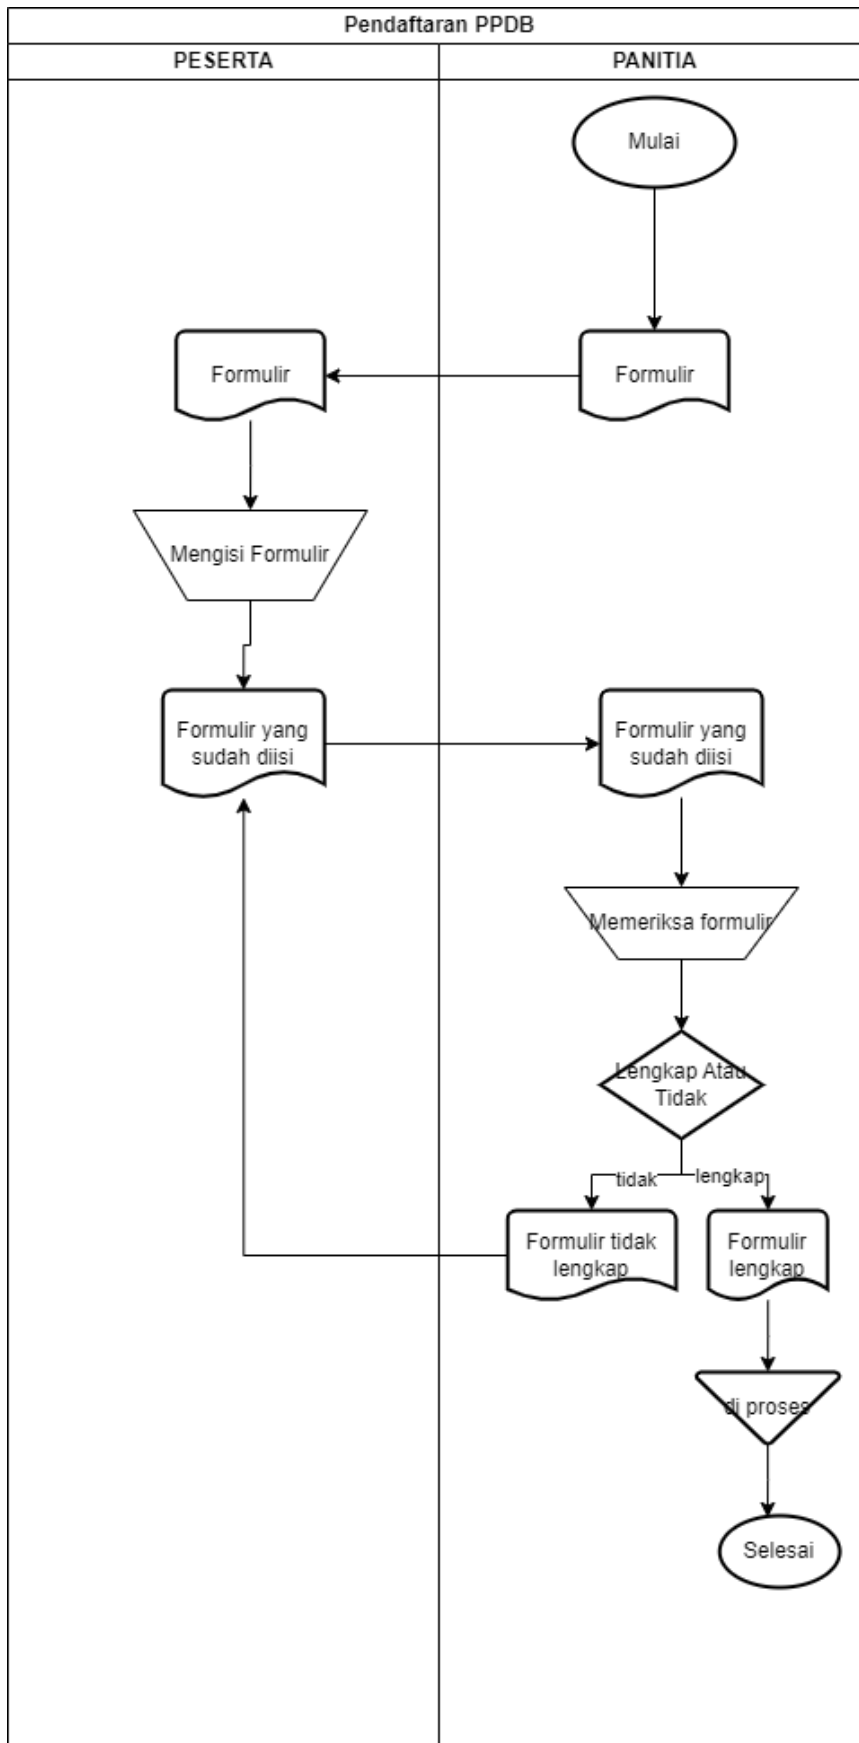 Pendaftaran PPDB
PESERTA
PANITIA
Mulai
Formulir
Formulir
Mengisi Formulir
Formulir yang
sudah diisi
Formulir yang
sudah diisi
Memeriksa formulir
Lengkap Atau
Tidak
tidak
lengkap
Formulir tidak
lengkap
Formulir
lengkap
di proses
Selesai